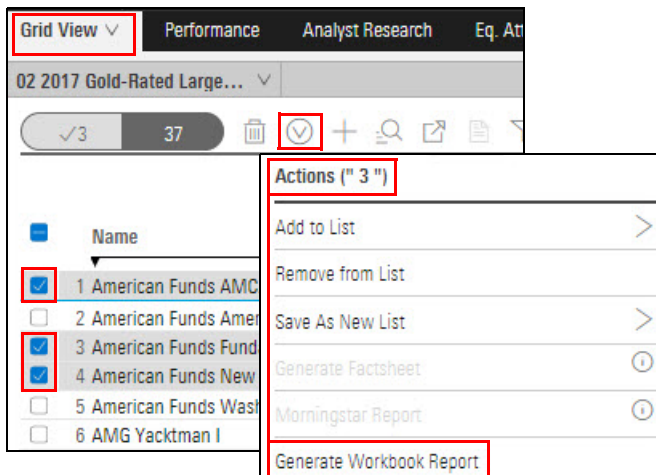 Grid View Performance Analyst Research Eq. Att
02 2017 Gold-Rated Large...
✓3 37
Actions (" 3 ")
Name
Add to List
Remove from List
Save As New List
Generate Factsheet
Morningstar Report
Generate Workbook Report
1 American Funds AMC
2 American Funds Amer
3 American Funds Fund
4 American Funds New
5 American Funds Wash
6 AMG Yacktman I